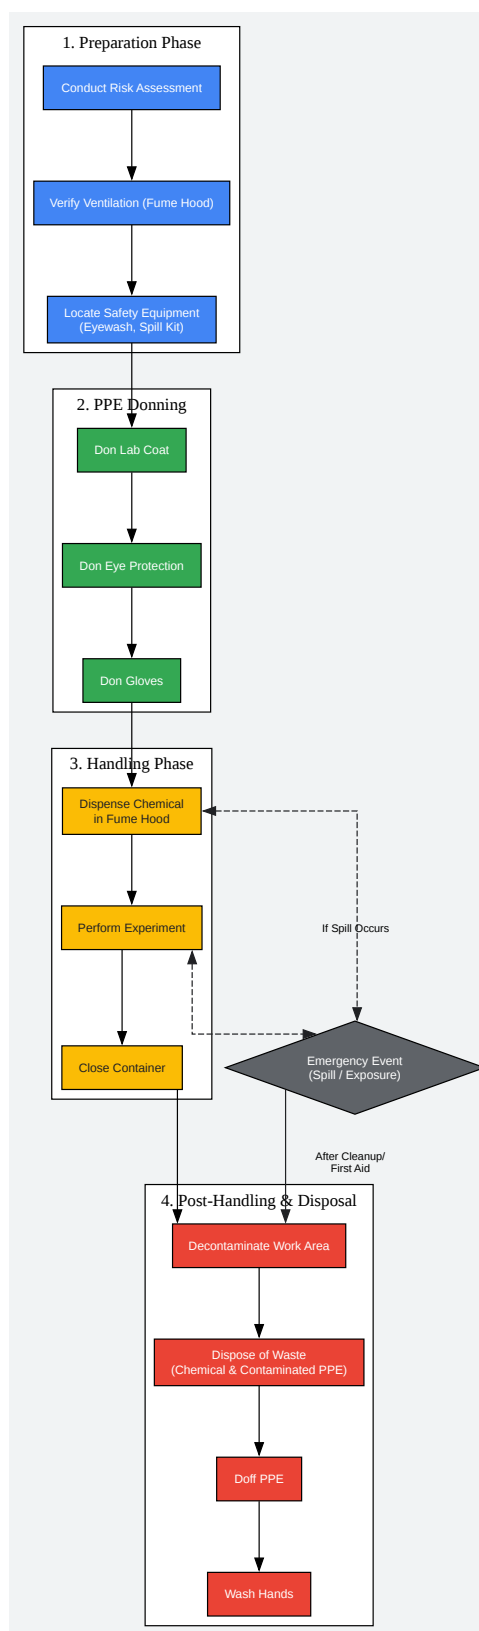 1. Preparation Phase
Conduct Risk Assessment
Verify Ventilation (Fume Hood)
Locate Safety Equipment
(Eyewash, Spill Kit)
2. PPE Donning
Don Lab Coat
Don Eye Protection
Don Gloves
3. Handling Phase
Dispense Chemical
in Fume Hood
Perform Experiment
If Spill Occurs
Close Container
Emergency Event
(Spill / Exposure)
After Cleanup/
First Aid
4. Post-Handling & Disposal
Decontaminate Work Area
Dispose of Waste
(Chemical & Contaminated PPE)
Doff PPE
Wash Hands